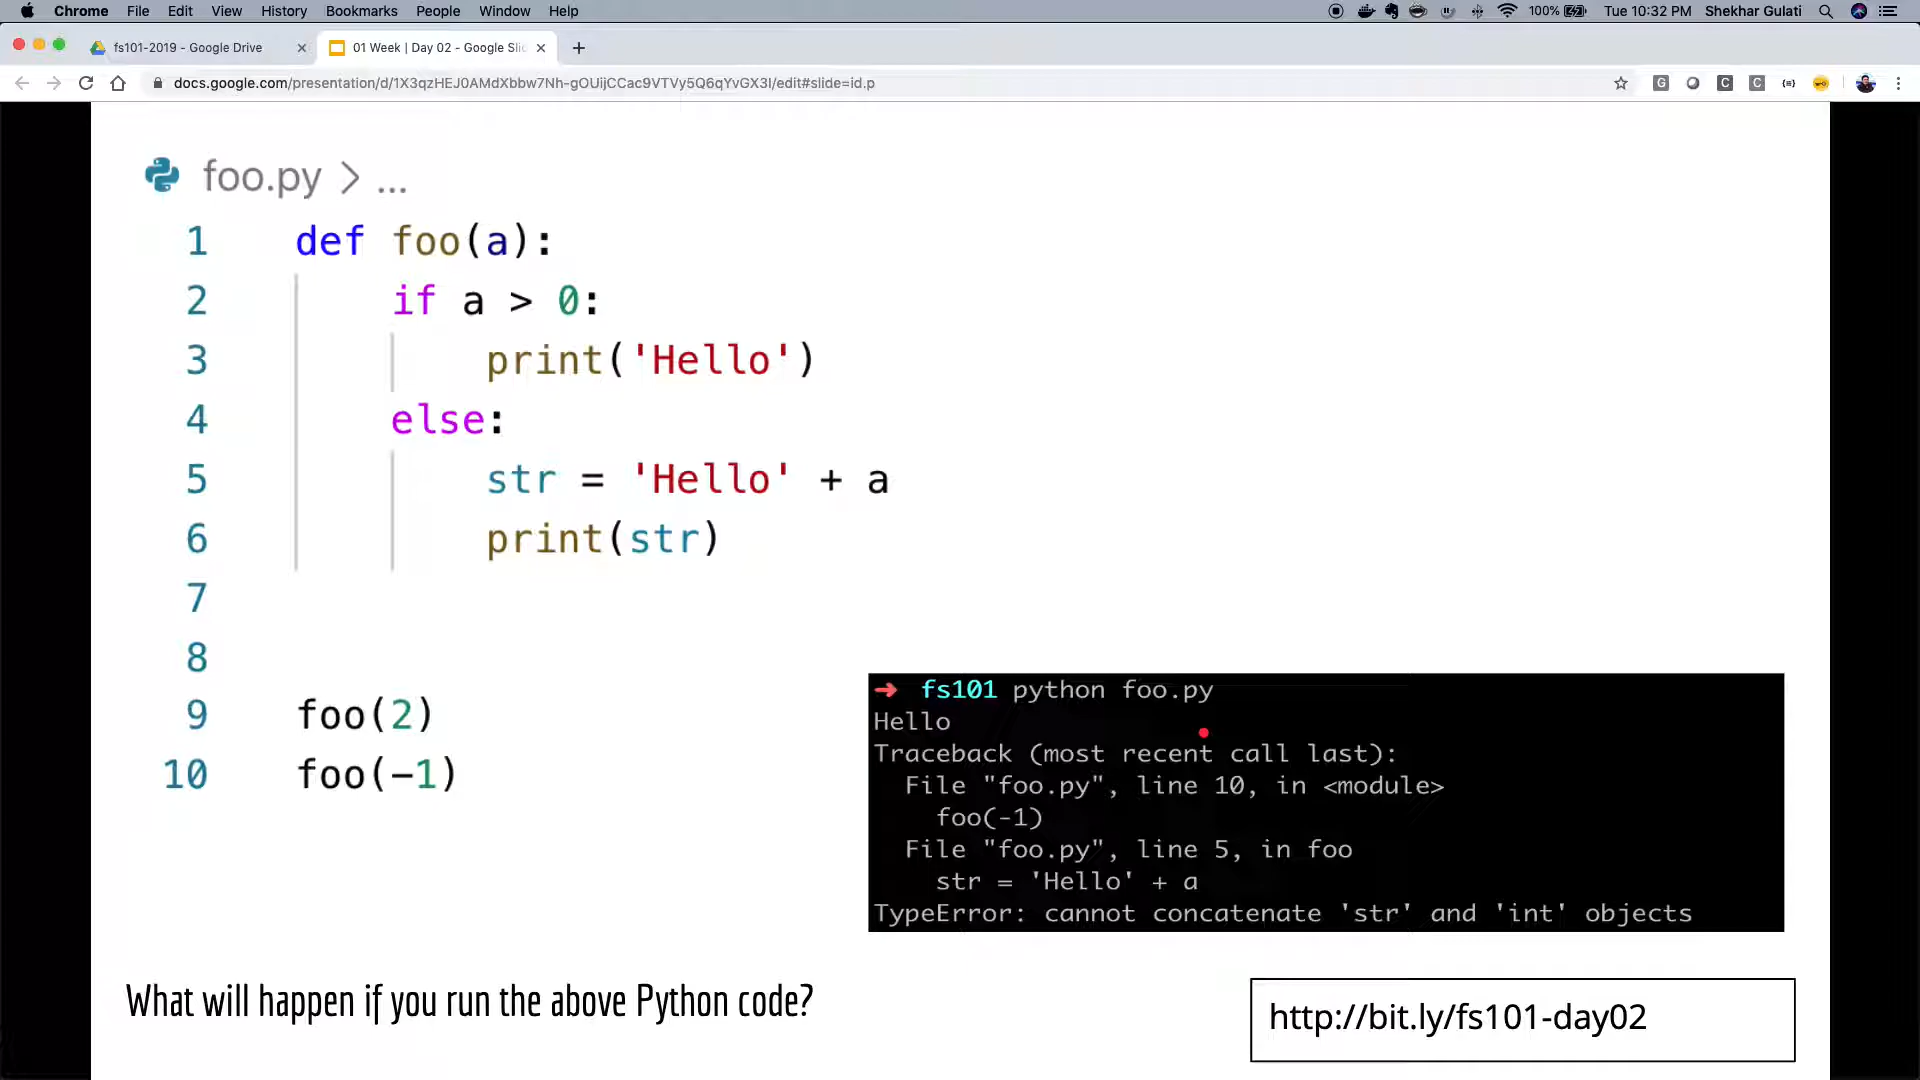 Chrome File Edit View History Bookmarks People Window Help 100% Tue 10:32 PM Shekhar Gulati
fs101-2019 - Google Drive 01 Week | Day 02 - Google Slid
docs.google.com/presentation/d/1X3qzHEJ0AMdXbbw7Nh-gOUijCCac9VTVy5Q6qYvGX3I/edit#slide=id.p
foo.py > ...
1 def foo(a):
2 if a > 0:
3 print('Hello')
4 else:
5 str = 'Hello' + a
6 print(str)
7
8
9 foo(2)
10 foo(-1)
➜ fs101 python foo.py
Hello
Traceback (most recent call last):
File "foo.py", line 10, in <module>
foo(-1)
File "foo.py", line 5, in foo
str = 'Hello' + a
TypeError: cannot concatenate 'str' and 'int' objects
What will happen if you run the above Python code?
http://bit.ly/fs101-day02